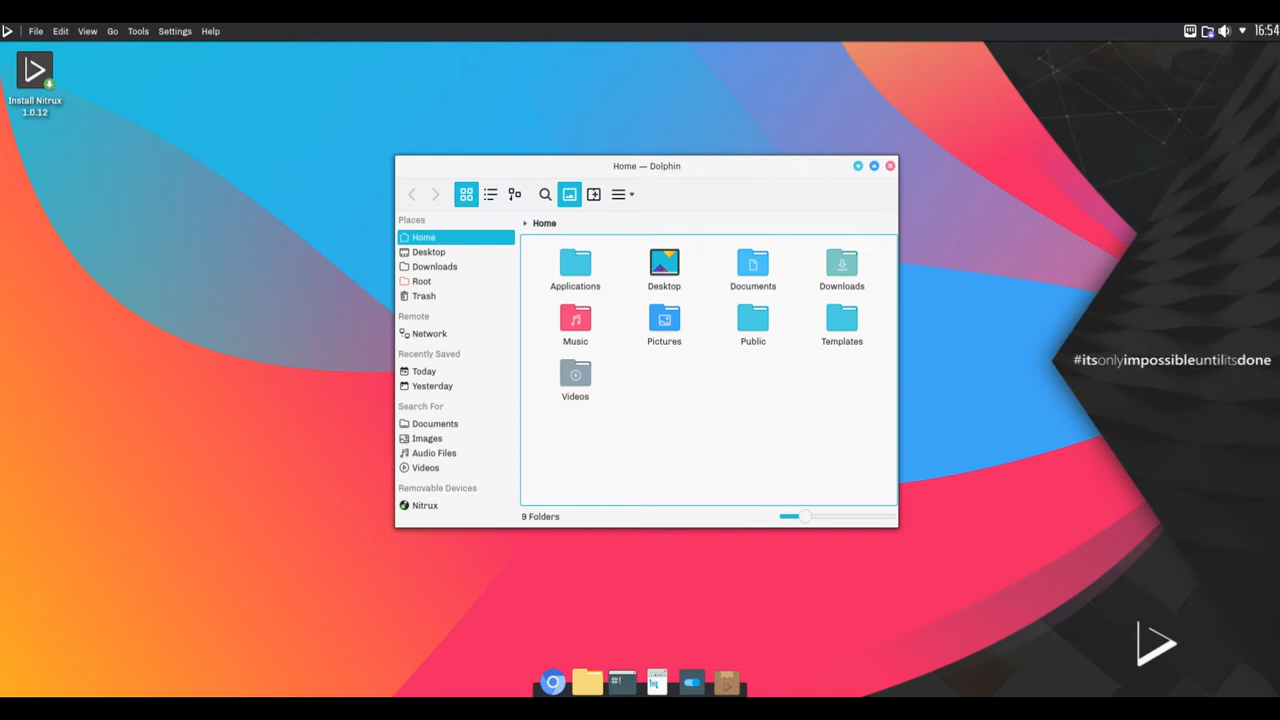 File Edit View Go Tools Settings Help
16:54
Install Nitrux
1.0.12
Home — Dolphin
Places
Home
Desktop
Downloads
Root
Trash
Remote
Network
Recently Saved
Today
Yesterday
Search For
Documents
Images
Audio Files
Videos
Removable Devices
Nitrux
Home
Applications
Desktop
Documents
Downloads
Music
Pictures
Public
Templates
Videos
9 Folders
#itsonlyimpossibleuntilitsdone
#!